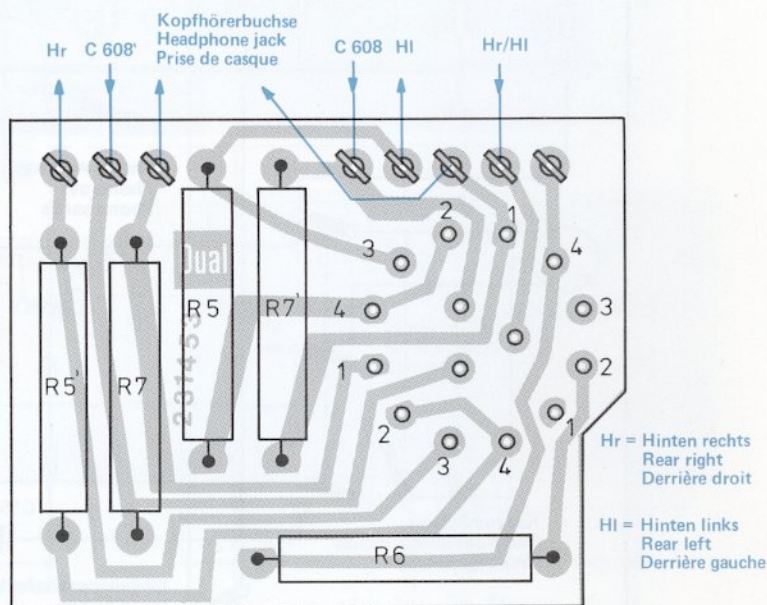 Kopfhörerbuchse
Headphone jack
Prise de casque
Hr
C 608'
C 608
Hl
Hr/Hl
2
1
3
4
4
3
1
2
2
1
3
4
R5'
R7
R5
R7'
R6
Dual
231453
Hr = Hinten rechts
Rear right
Derrière droit
Hl = Hinten links
Rear left
Derrière gauche